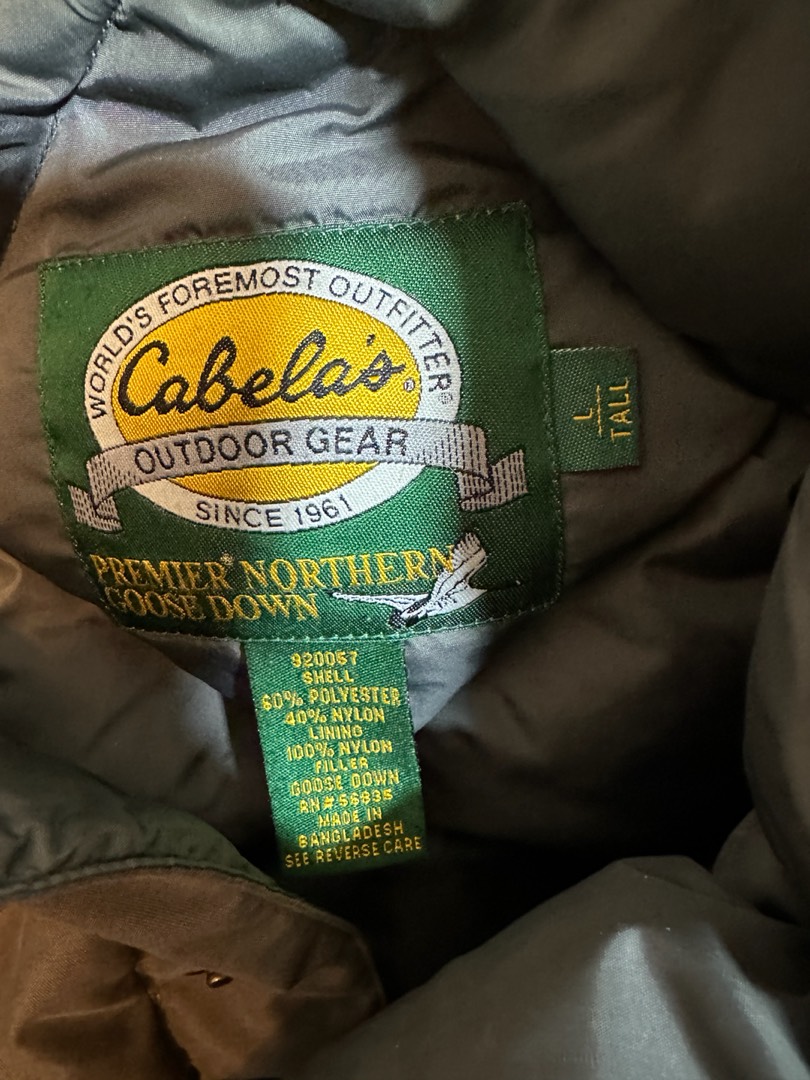 WORLD'S FOREMOST OUTFITTER®
Cabela's®
OUTDOOR GEAR
SINCE 1961
L
TALL
PREMIER® NORTHERN
GOOSE DOWN
920067
SHELL
60% POLYESTER
40% NYLON
LINING
100% NYLON
FILLER
GOOSE DOWN
RN#56835
MADE IN
BANGLADESH
SEE REVERSE CARE